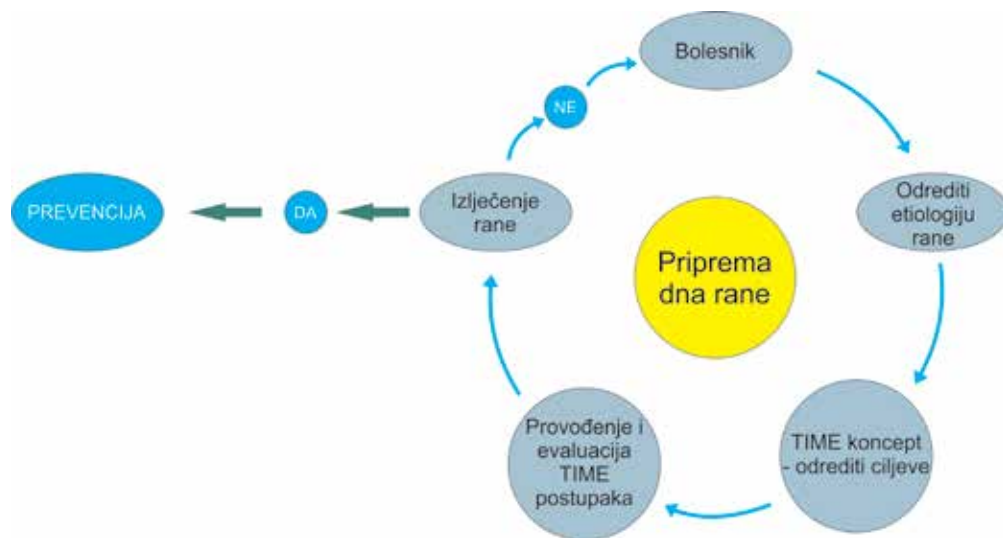 Bolesnik
NE
PREVENCIJA
DA
Izlječenje
rane
Odrediti
etiologiju
rane
Priprema
dna rane
Provođenje i
evaluacija
TIME
postupaka
TIME koncept
- odrediti ciljeve